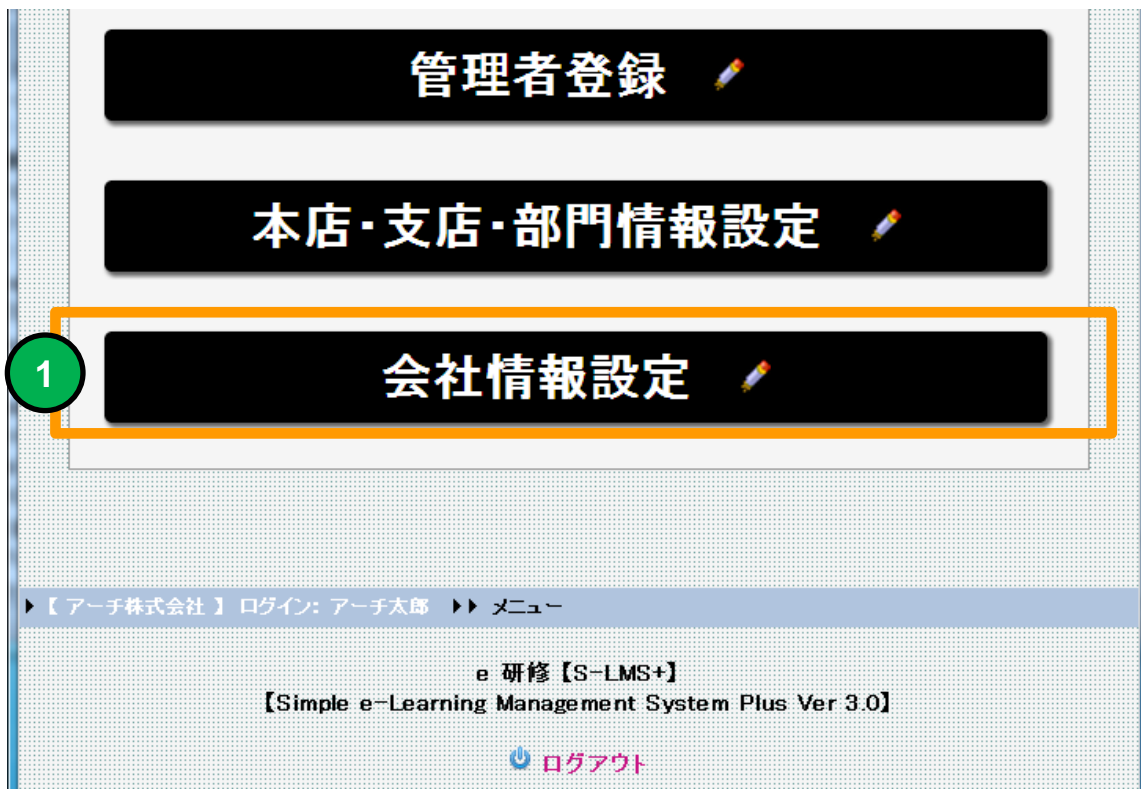 管理者登録
本店・支店・部門情報設定
1
会社情報設定
【 アーチ株式会社 】 ログイン: アーチ太郎 メニュー
e 研修【S-LMS+】
【Simple e-Learning Management System Plus Ver 3.0】
ログアウト